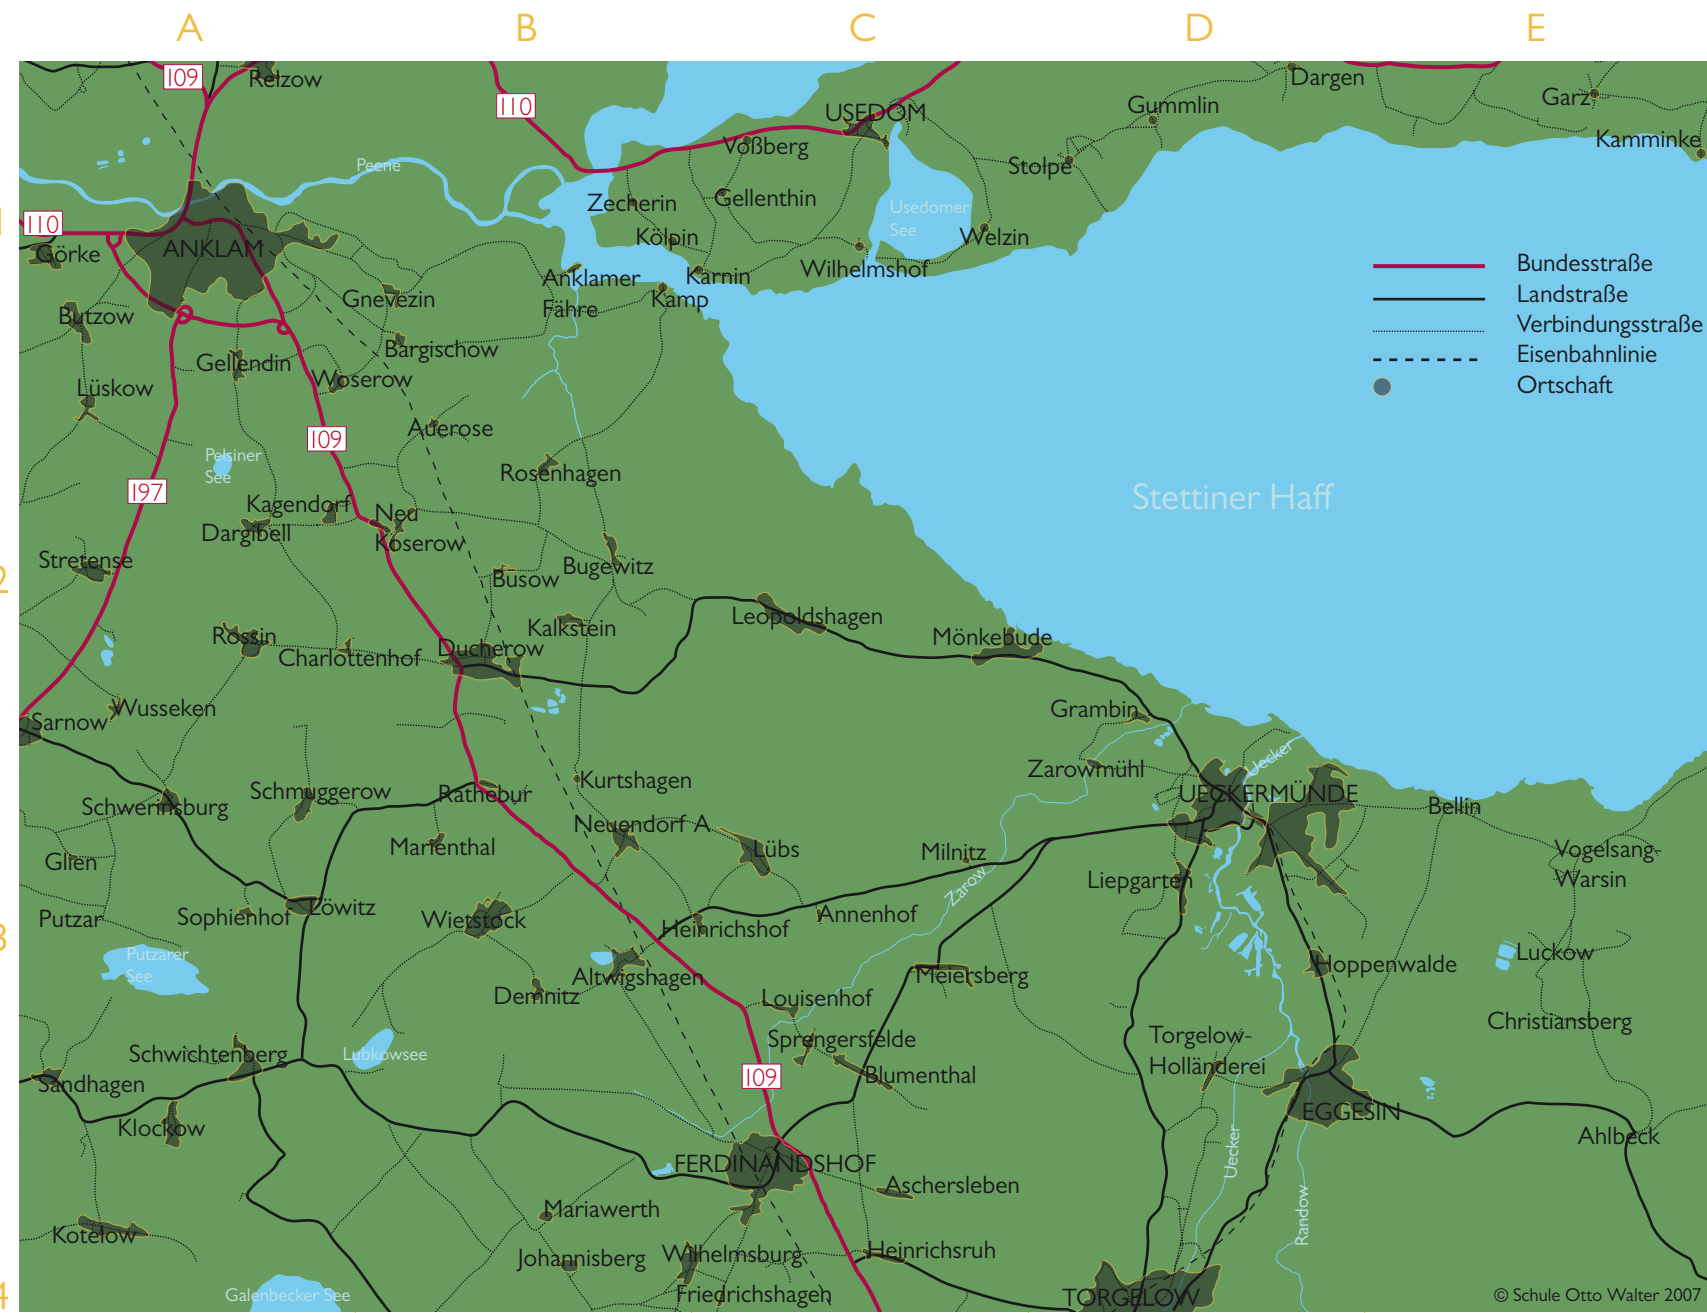 A
B
C
D
E
109
Relzow
110
USEDOM
Dargen
Gummlin
Garz
Kamminke
Voßberg
Stolpe
Peene
Zecherin
Gellenthin
Usedomer
See
1
110
Görke
ANKLAM
Kölpin
Welzin
Wilhelmshof
Anklamer
Fähre
Karnin
Kamp
Gnevezin
Butzow
Bargischow
Gellendin
Woserow
Lüskow
Bundesstraße
Landstraße
Verbindungsstraße
Eisenbahnlinie
Ortschaft
109
Auerose
Pelsiner
See
Rosenhagen
197
Stettiner Haff
Kagendorf
Dargibell
Neu
Koserow
Stretense
2
Busow
Bugewitz
Leopoldshagen
Kalkstein
Mönkebude
Rossin
Charlottenhof
Ducherow
Wusseken
Sarnow
Grambin
Uecker
Zarowmühl
Kurtshagen
Schmuggerow
Rathebur
Schwerinsburg
UECKERMÜNDE
Bellin
Neuendorf A
Marienthal
Lübs
Milnitz
Glien
Vogelsang-
Warsin
Liepgarten
Zarow
Putzar
Sophienhof
Löwitz
Wietstock
Heinrichshof
Annenhof
3
Putzarer
See
Luckow
Hoppenwalde
Altwigshagen
Meiersberg
Demnitz
Louisenhof
Christiansberg
Sprengersfelde
Torgelow-
Holländerei
Schwichtenberg
Lubkowsee
109
Blumenthal
Sandhagen
EGGESIN
Klockow
Ahlbeck
Uecker
FERDINANDSHOF
Aschersleben
Randow
Mariawerth
Kotelow
Johannisberg
Wilhelmsburg
Heinrichsruh
4
Galenbecker See
Friedrichshagen
TORGELOW
© Schule Otto Walter 2007